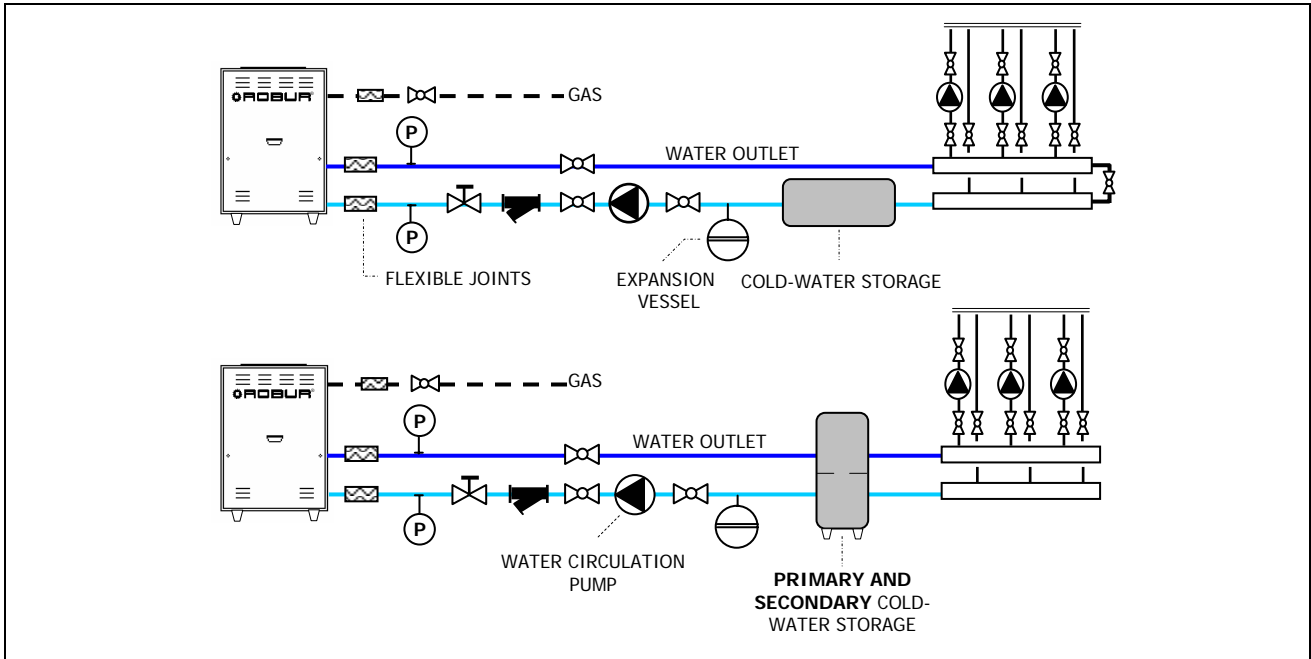 ROBUR
GAS
P
WATER OUTLET
P
FLEXIBLE JOINTS
EXPANSION
VESSEL
COLD-WATER STORAGE
ROBUR
GAS
P
WATER OUTLET
P
WATER CIRCULATION
PUMP
PRIMARY AND
SECONDARY COLD-
WATER STORAGE